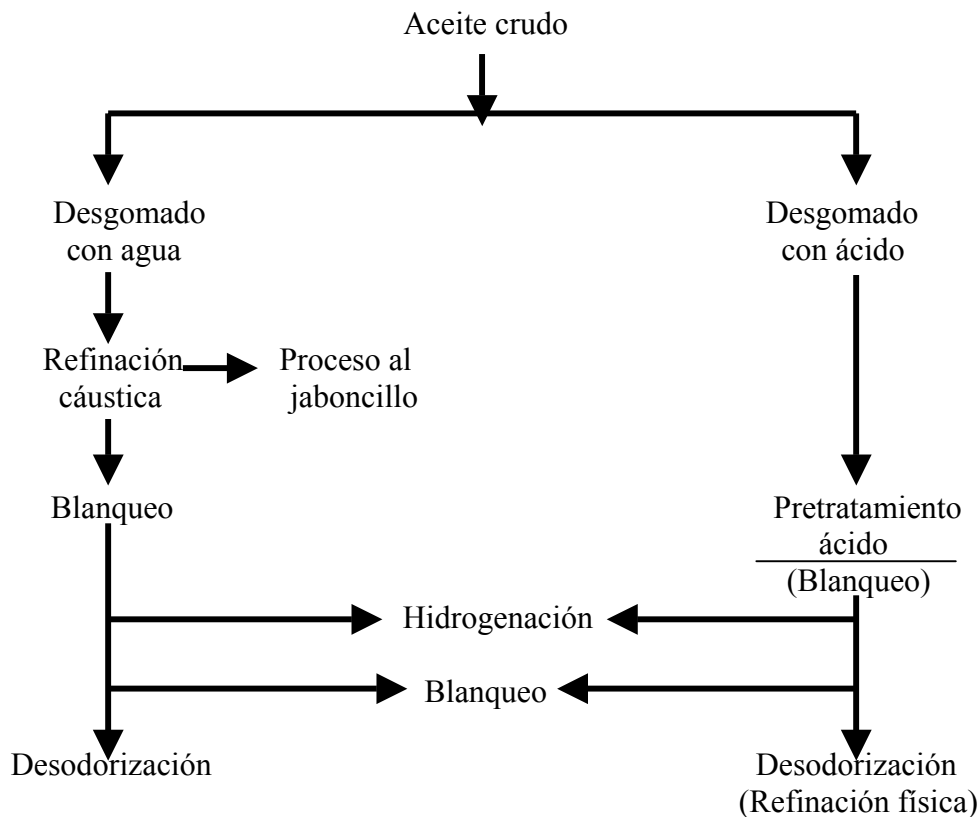 Aceite crudo
Desgomado
con agua
Desgomado
con ácido
Refinación
cáustica
Proceso al
jaboncillo
Blanqueo
Pretratamiento
ácido
(Blanqueo)
Hidrogenación
Blanqueo
Desodorización
Desodorización
(Refinación física)